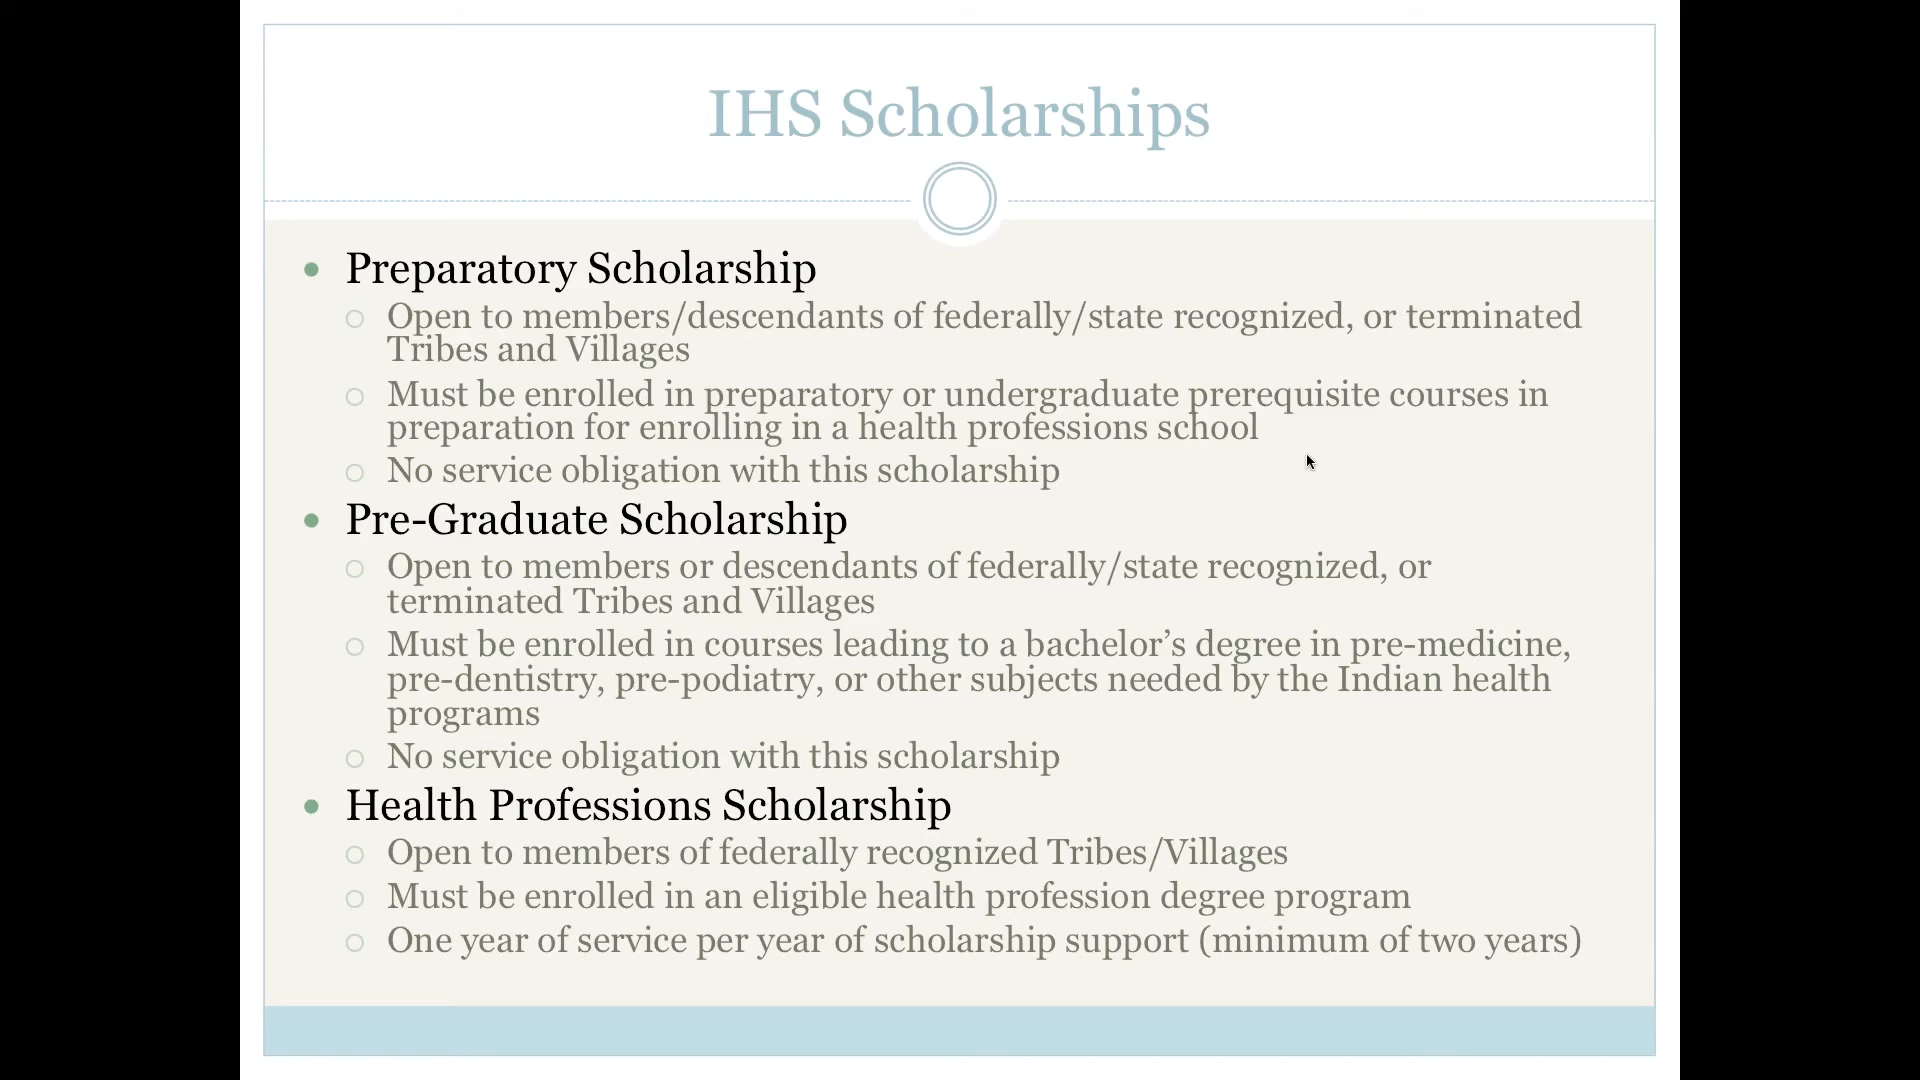 IHS Scholarships
Preparatory Scholarship
Open to members/descendants of federally/state recognized, or terminated
Tribes and Villages
Must be enrolled in preparatory or undergraduate prerequisite courses in
preparation for enrolling in a health professions school
No service obligation with this scholarship
Pre-Graduate Scholarship
Open to members or descendants of federally/state recognized, or
terminated Tribes and Villages
Must be enrolled in courses leading to a bachelor’s degree in pre-medicine,
pre-dentistry, pre-podiatry, or other subjects needed by the Indian health
programs
No service obligation with this scholarship
Health Professions Scholarship
Open to members of federally recognized Tribes/Villages
Must be enrolled in an eligible health profession degree program
One year of service per year of scholarship support (minimum of two years)